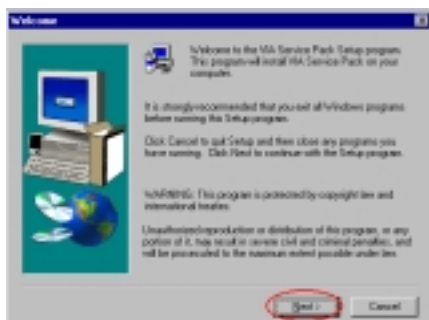 Welcome
Welcome to the VIA Service Pack Setup program.
This program will install VIA Service Pack on your
computer.
It is strongly recommended that you exit all Windows programs
before running this Setup program.
Click Cancel to quit Setup and then close any programs you
have running. Click Next to continue with the Setup program.
WARNING: This program is protected by copyright law and
international treaties.
Unauthorized reproduction or distribution of this program, or any
portion of it, may result in severe civil and criminal penalties, and
will be prosecuted to the maximum extent possible under law.
Next >
Cancel